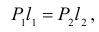 P₁l₁ = P₂l₂ ,